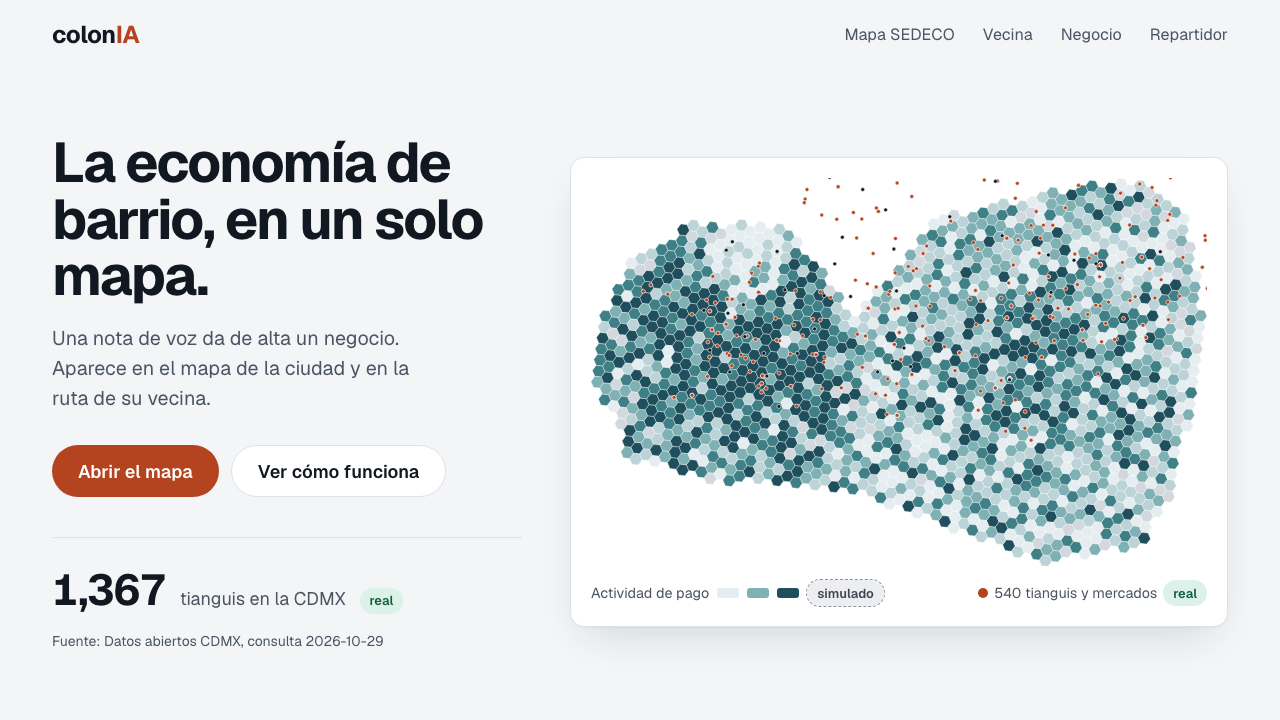 colonIA
Mapa SEDECO
Vecina
Negocio
Repartidor
La economía de
barrio, en un solo
mapa.
Una nota de voz da de alta un negocio.
Aparece en el mapa de la ciudad y en la
ruta de su vecina.
Abrir el mapa
Ver cómo funciona
1,367 tianguis en la CDMX real
Fuente: Datos abiertos CDMX, consulta 2026-10-29
Actividad de pago simulado
540 tianguis y mercados real